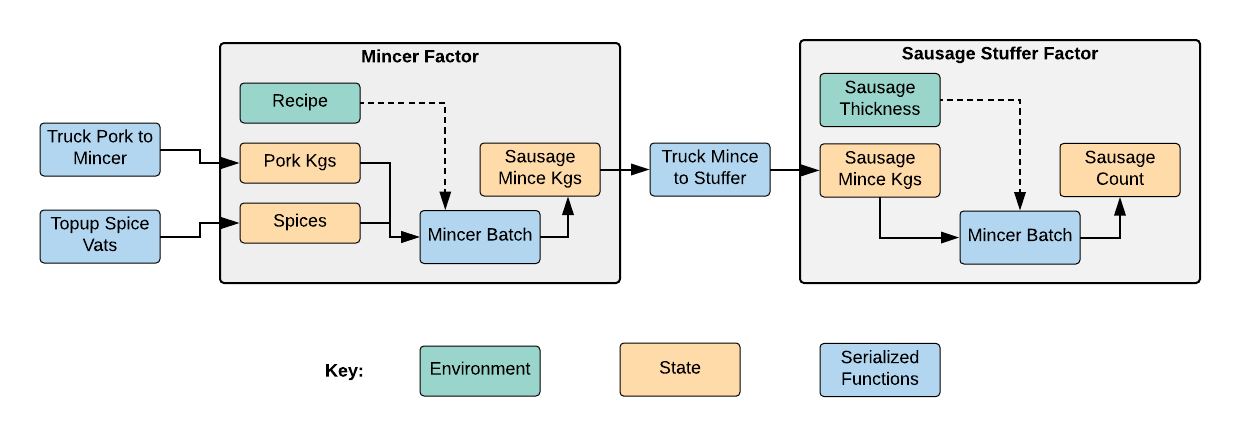 Mincer Factor
Recipe
Truck Pork to
Mincer
Pork Kgs
Sausage
Mince Kgs
Topup Spice
Vats
Spices
Mincer Batch
Truck Mince
to Stuffer
Sausage Stuffer Factor
Sausage
Thickness
Sausage
Mince Kgs
Sausage
Count
Mincer Batch
Key:
Environment
State
Serialized
Functions